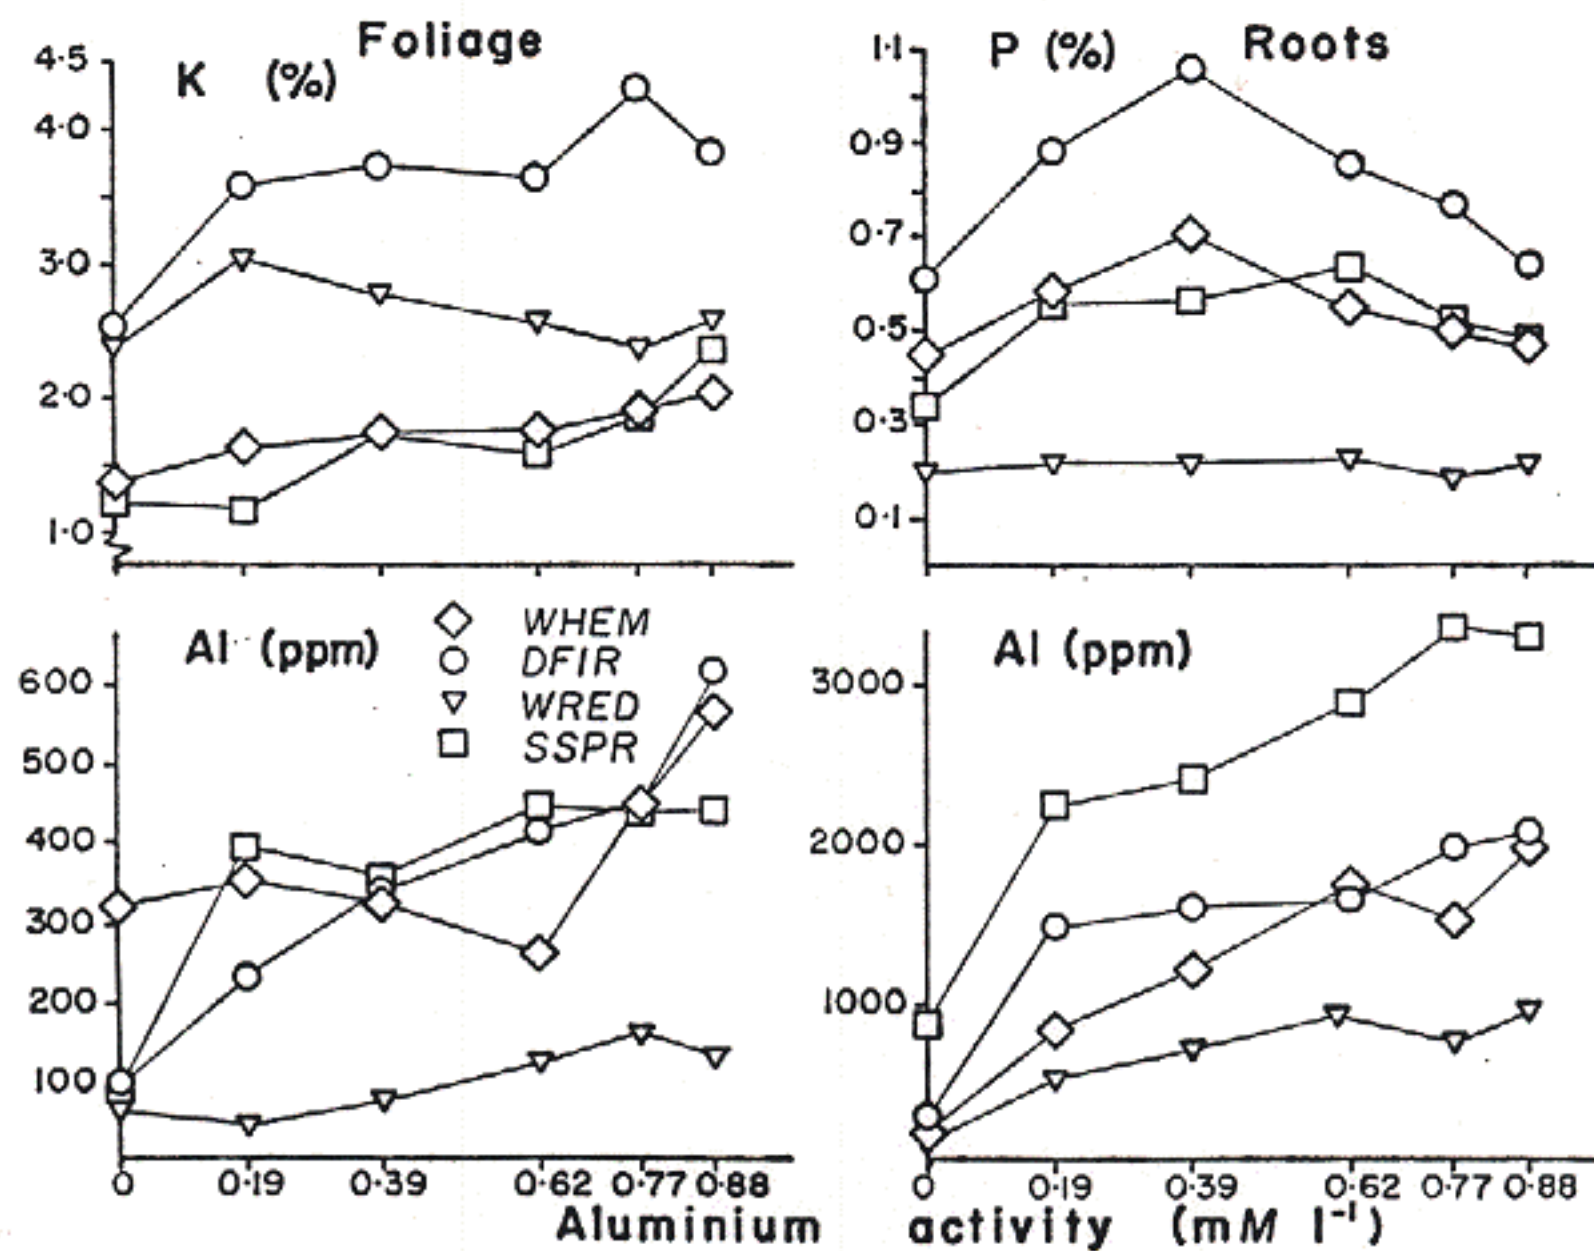 Foliage
K (%)
4·5
4·0
3·0
2·0
1·0
Roots
P (%)
1·1
0·9
0·7
0·5
0·3
0·1
Al (ppm)
WHEM
DFIR
WRED
SSPR
600
500
400
300
200
100
0 0·19 0·39 0·62 0·77 0·88
Al (ppm)
3000
2000
1000
0 0·19 0·39 0·62 0·77 0·88
Aluminium activity (mM l⁻¹)